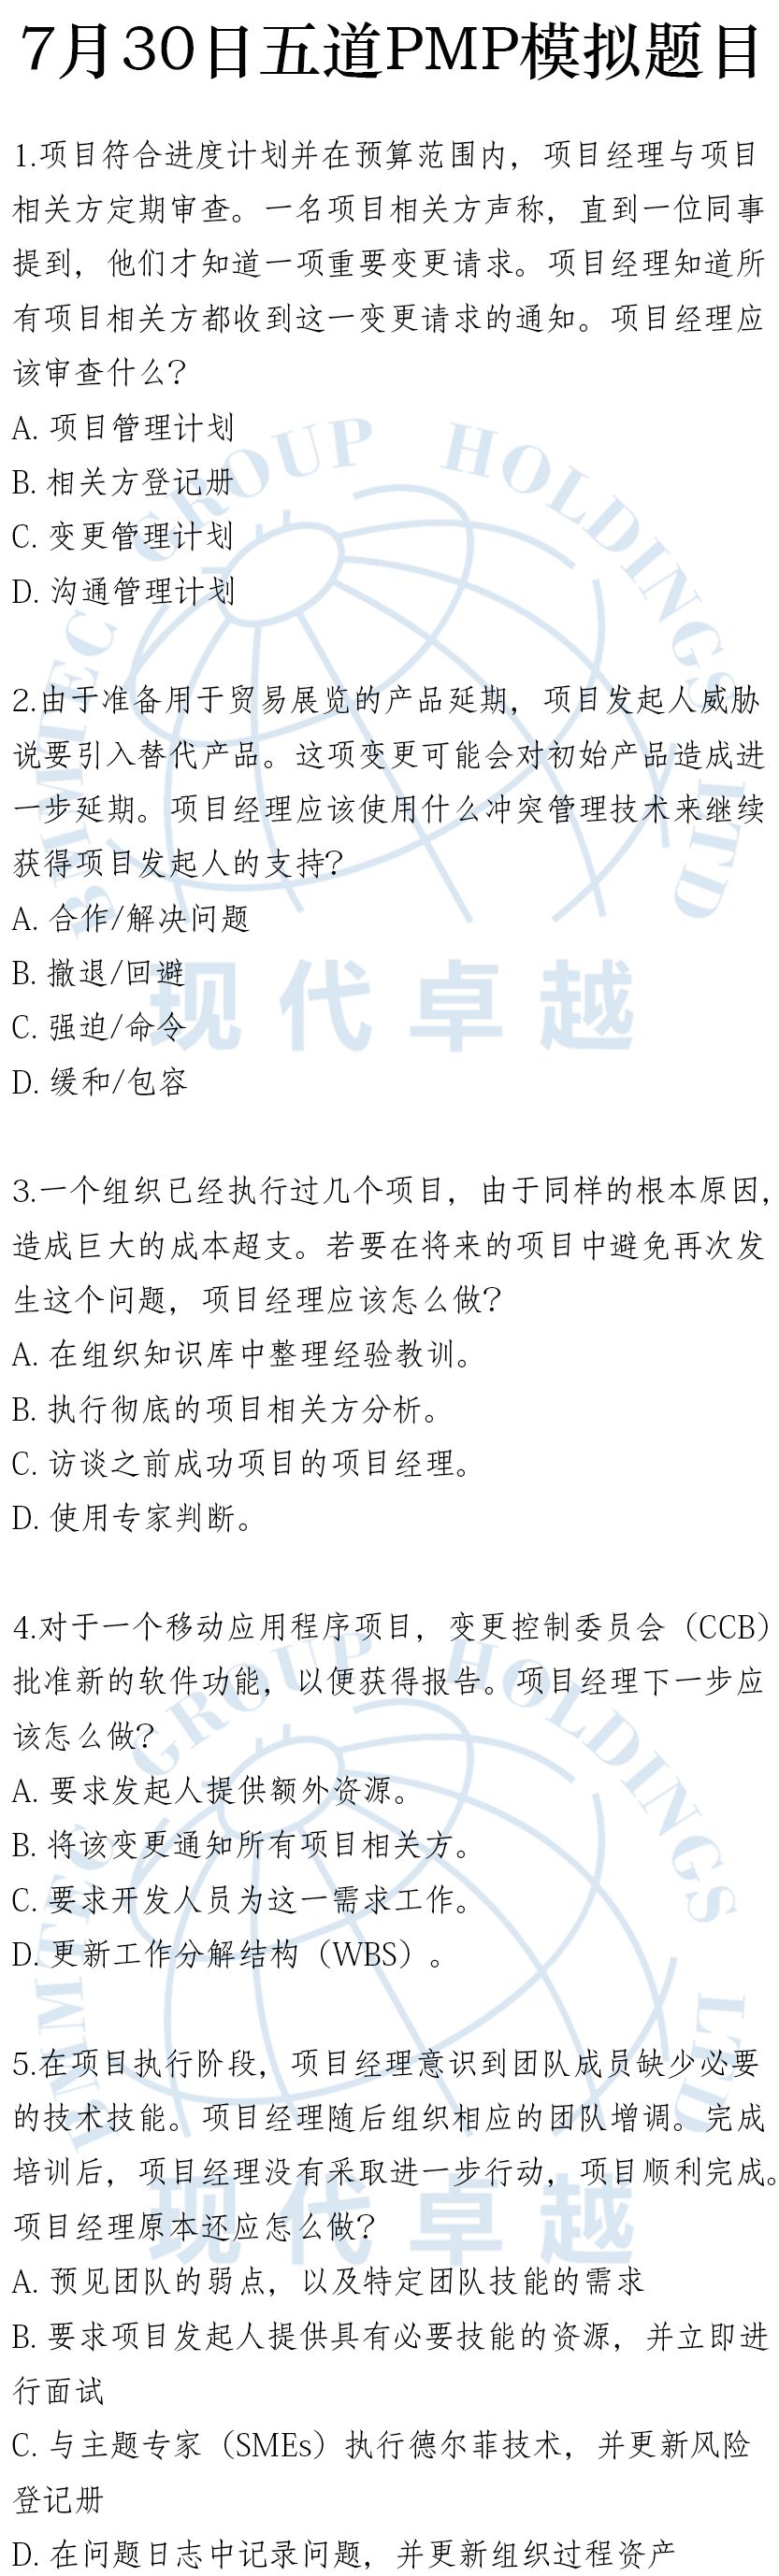 7月30日五道PMP模拟题目
1.项目符合进度计划并在预算范围内，项目经理与项目
相关方定期审查。一名项目相关方声称，直到一位同事
提到，他们才知道一项重要变更请求。项目经理知道所
有项目相关方都收到这一变更请求的通知。项目经理应
该审查什么？
A. 项目管理计划
B. 相关方登记册
C. 变更管理计划
D. 沟通管理计划
2.由于准备用于贸易展览的产品延期，项目发起人威胁
说要引入替代产品。这项变更可能会对初始产品造成进
一步延期。项目经理应该使用什么冲突管理技术来继续
获得项目发起人的支持？
A. 合作/解决问题
B. 撤退/回避
C. 强迫/命令
D. 缓和/包容
3.一个组织已经执行过几个项目，由于同样的根本原因，
造成巨大的成本超支。若要在将来的项目中避免再次发
生这个问题，项目经理应该怎么做？
A. 在组织知识库中整理经验教训。
B. 执行彻底的项目相关方分析。
C. 访谈之前成功项目的项目经理。
D. 使用专家判断。
4.对于一个移动应用程序项目，变更控制委员会（CCB）
批准新的软件功能，以便获得报告。项目经理下一步应
该怎么做？
A. 要求发起人提供额外资源。
B. 将该变更通知所有项目相关方。
C. 要求开发人员为这一需求工作。
D. 更新工作分解结构（WBS）。
5.在项目执行阶段，项目经理意识到团队成员缺少必要
的技术技能。项目经理随后组织相应的团队增调。完成
培训后，项目经理没有采取进一步行动，项目顺利完成。
项目经理原本还应怎么做？
A. 预见团队的弱点，以及特定团队技能的需求
B. 要求项目发起人提供具有必要技能的资源，并立即进
行面试
C. 与主题专家（SMEs）执行德尔菲技术，并更新风险
登记册
D. 在问题日志中记录问题，并更新组织过程资产
BMMTEC GROUP HOLDINGS LTD
现代卓越
BMMTEC GROUP HOLDINGS LTD
现代卓越